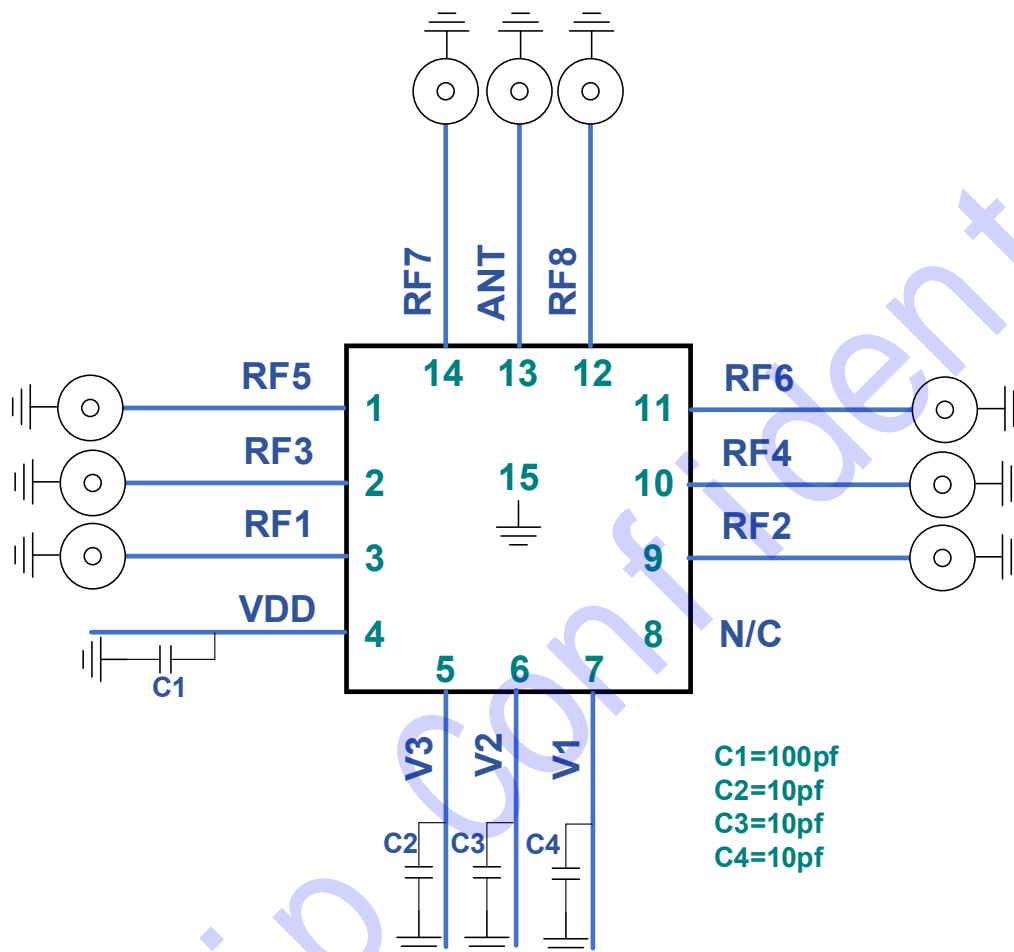 RF7 ANT RF8
14 13 12
RF5 1 11 RF6
RF3 2 15 10 RF4
RF1 3 9 RF2
VDD 4 8 N/C
C1
5 6 7
V3 V2 V1
C2 C3 C4
C1=100pf
C2=10pf
C3=10pf
C4=10pf
Confident